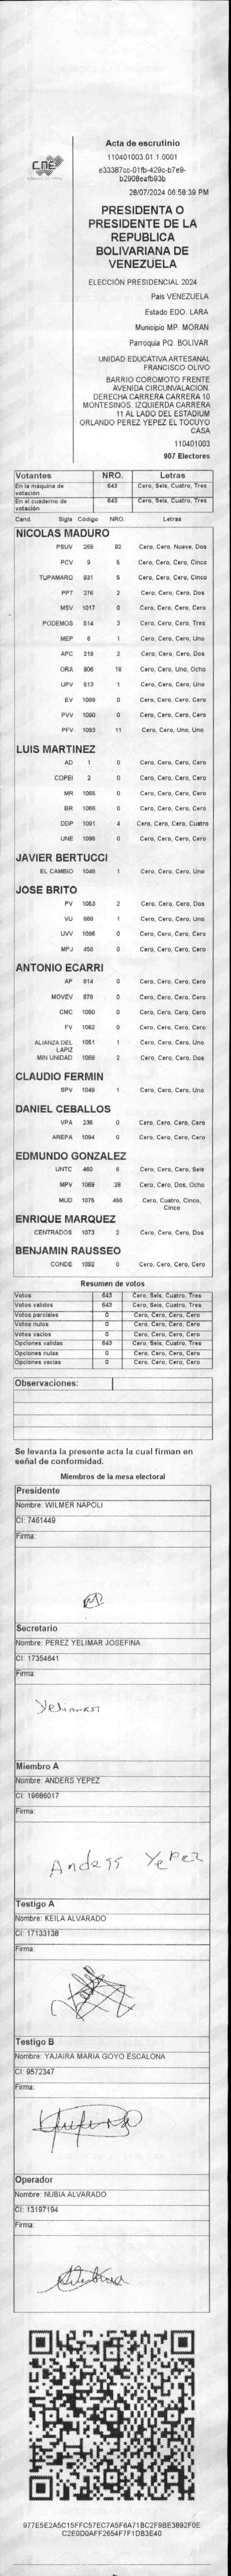 CNE
Acta de escrutinio
110401003.01.1.0001
e33387cc-01fb-429c-b7e9-
b2908eafb93b
28/07/2024 06:58:39 PM
PRESIDENTA O
PRESIDENTE DE LA
REPUBLICA
BOLIVARIANA DE
VENEZUELA
ELECCIÓN PRESIDENCIAL 2024
Pais VENEZUELA
Estado EDO. LARA
Municipio MP. MORAN
Parroquia PQ. BOLIVAR
UNIDAD EDUCATIVA ARTESANAL
FRANCISCO OLIVO
BARRIO COROMOTO FRENTE
AVENIDA CIRCUNVALACION.
DERECHA CARRERA CARRERA 10
MONTESINOS. IZQUIERDA CARRERA
11 AL LADO DEL ESTADIUM
ORLANDO PEREZ YEPEZ EL TOCUYO
CASA
110401003
907 Electores
Votantes NRO. Letras
En la máquina de votación 643 Cero, Seis, Cuatro, Tres
En el cuaderno de votación 643 Cero, Seis, Cuatro, Tres
Cand. Sigla Código NRO. Letras
NICOLAS MADURO
PSUV 269 92 Cero, Cero, Nueve, Dos
PCV 9 5 Cero, Cero, Cero, Cinco
TUPAMARO 931 5 Cero, Cero, Cero, Cinco
PPT 276 2 Cero, Cero, Cero, Dos
MSV 1017 0 Cero, Cero, Cero, Cero
PODEMOS 514 3 Cero, Cero, Cero, Tres
MEP 6 1 Cero, Cero, Cero, Uno
APC 219 2 Cero, Cero, Cero, Dos
ORA 906 18 Cero, Cero, Uno, Ocho
UPV 613 1 Cero, Cero, Cero, Uno
EV 1089 0 Cero, Cero, Cero, Cero
PVV 1090 0 Cero, Cero, Cero, Cero
PFV 1093 11 Cero, Cero, Uno, Uno
LUIS MARTINEZ
AD 1 0 Cero, Cero, Cero, Cero
COPEI 2 0 Cero, Cero, Cero, Cero
MR 1065 0 Cero, Cero, Cero, Cero
BR 1066 0 Cero, Cero, Cero, Cero
DDP 1091 4 Cero, Cero, Cero, Cuatro
UNE 1095 0 Cero, Cero, Cero, Cero
JAVIER BERTUCCI
EL CAMBIO 1048 1 Cero, Cero, Cero, Uno
JOSE BRITO
PV 1053 2 Cero, Cero, Cero, Dos
VU 868 1 Cero, Cero, Cero, Uno
UVV 1096 0 Cero, Cero, Cero, Cero
MPJ 458 0 Cero, Cero, Cero, Cero
ANTONIO ECARRI
AP 814 0 Cero, Cero, Cero, Cero
MOVEV 878 0 Cero, Cero, Cero, Cero
CMC 1050 0 Cero, Cero, Cero, Cero
FV 1062 0 Cero, Cero, Cero, Cero
ALIANZA DEL LAPIZ 1051 1 Cero, Cero, Cero, Uno
MIN UNIDAD 1068 2 Cero, Cero, Cero, Dos
CLAUDIO FERMIN
SPV 1049 1 Cero, Cero, Cero, Uno
DANIEL CEBALLOS
VPA 236 0 Cero, Cero, Cero, Cero
AREPA 1094 0 Cero, Cero, Cero, Cero
EDMUNDO GONZALEZ
UNTC 460 6 Cero, Cero, Cero, Seis
MPV 1069 28 Cero, Cero, Dos, Ocho
MUD 1075 455 Cero, Cuatro, Cinco, Cinco
ENRIQUE MARQUEZ
CENTRADOS 1073 2 Cero, Cero, Cero, Dos
BENJAMIN RAUSSEO
CONDE 1092 0 Cero, Cero, Cero, Cero
Resumen de votos
Votos 643 Cero, Seis, Cuatro, Tres
Votos validos 643 Cero, Seis, Cuatro, Tres
Votos parciales 0 Cero, Cero, Cero, Cero
Votos nulos 0 Cero, Cero, Cero, Cero
Votos vacios 0 Cero, Cero, Cero, Cero
Opciones validas 643 Cero, Seis, Cuatro, Tres
Opciones nulas 0 Cero, Cero, Cero, Cero
Opciones vacias 0 Cero, Cero, Cero, Cero
Observaciones:
Se levanta la presente acta la cual firman en
señal de conformidad.
Miembros de la mesa electoral
Presidente
Nombre: WILMER NAPOLI
CI: 7461449
Firma:
Secretario
Nombre: PEREZ YELIMAR JOSEFINA
CI: 17354641
Firma:
Yelimar
Miembro A
Nombre: ANDERS YEPEZ
CI: 19686017
Firma:
Anders Yepez
Testigo A
Nombre: KEILA ALVARADO
CI: 17133138
Firma:
Testigo B
Nombre: YAJAIRA MARIA GOYO ESCALONA
CI: 9572347
Firma:
Operador
Nombre: NUBIA ALVARADO
CI: 13197194
Firma:
977E5E2A5C15FFC57EC7A5F6A71BC2F9BE3892F0E
C2E0D0AFF2654F7F1DB3E40